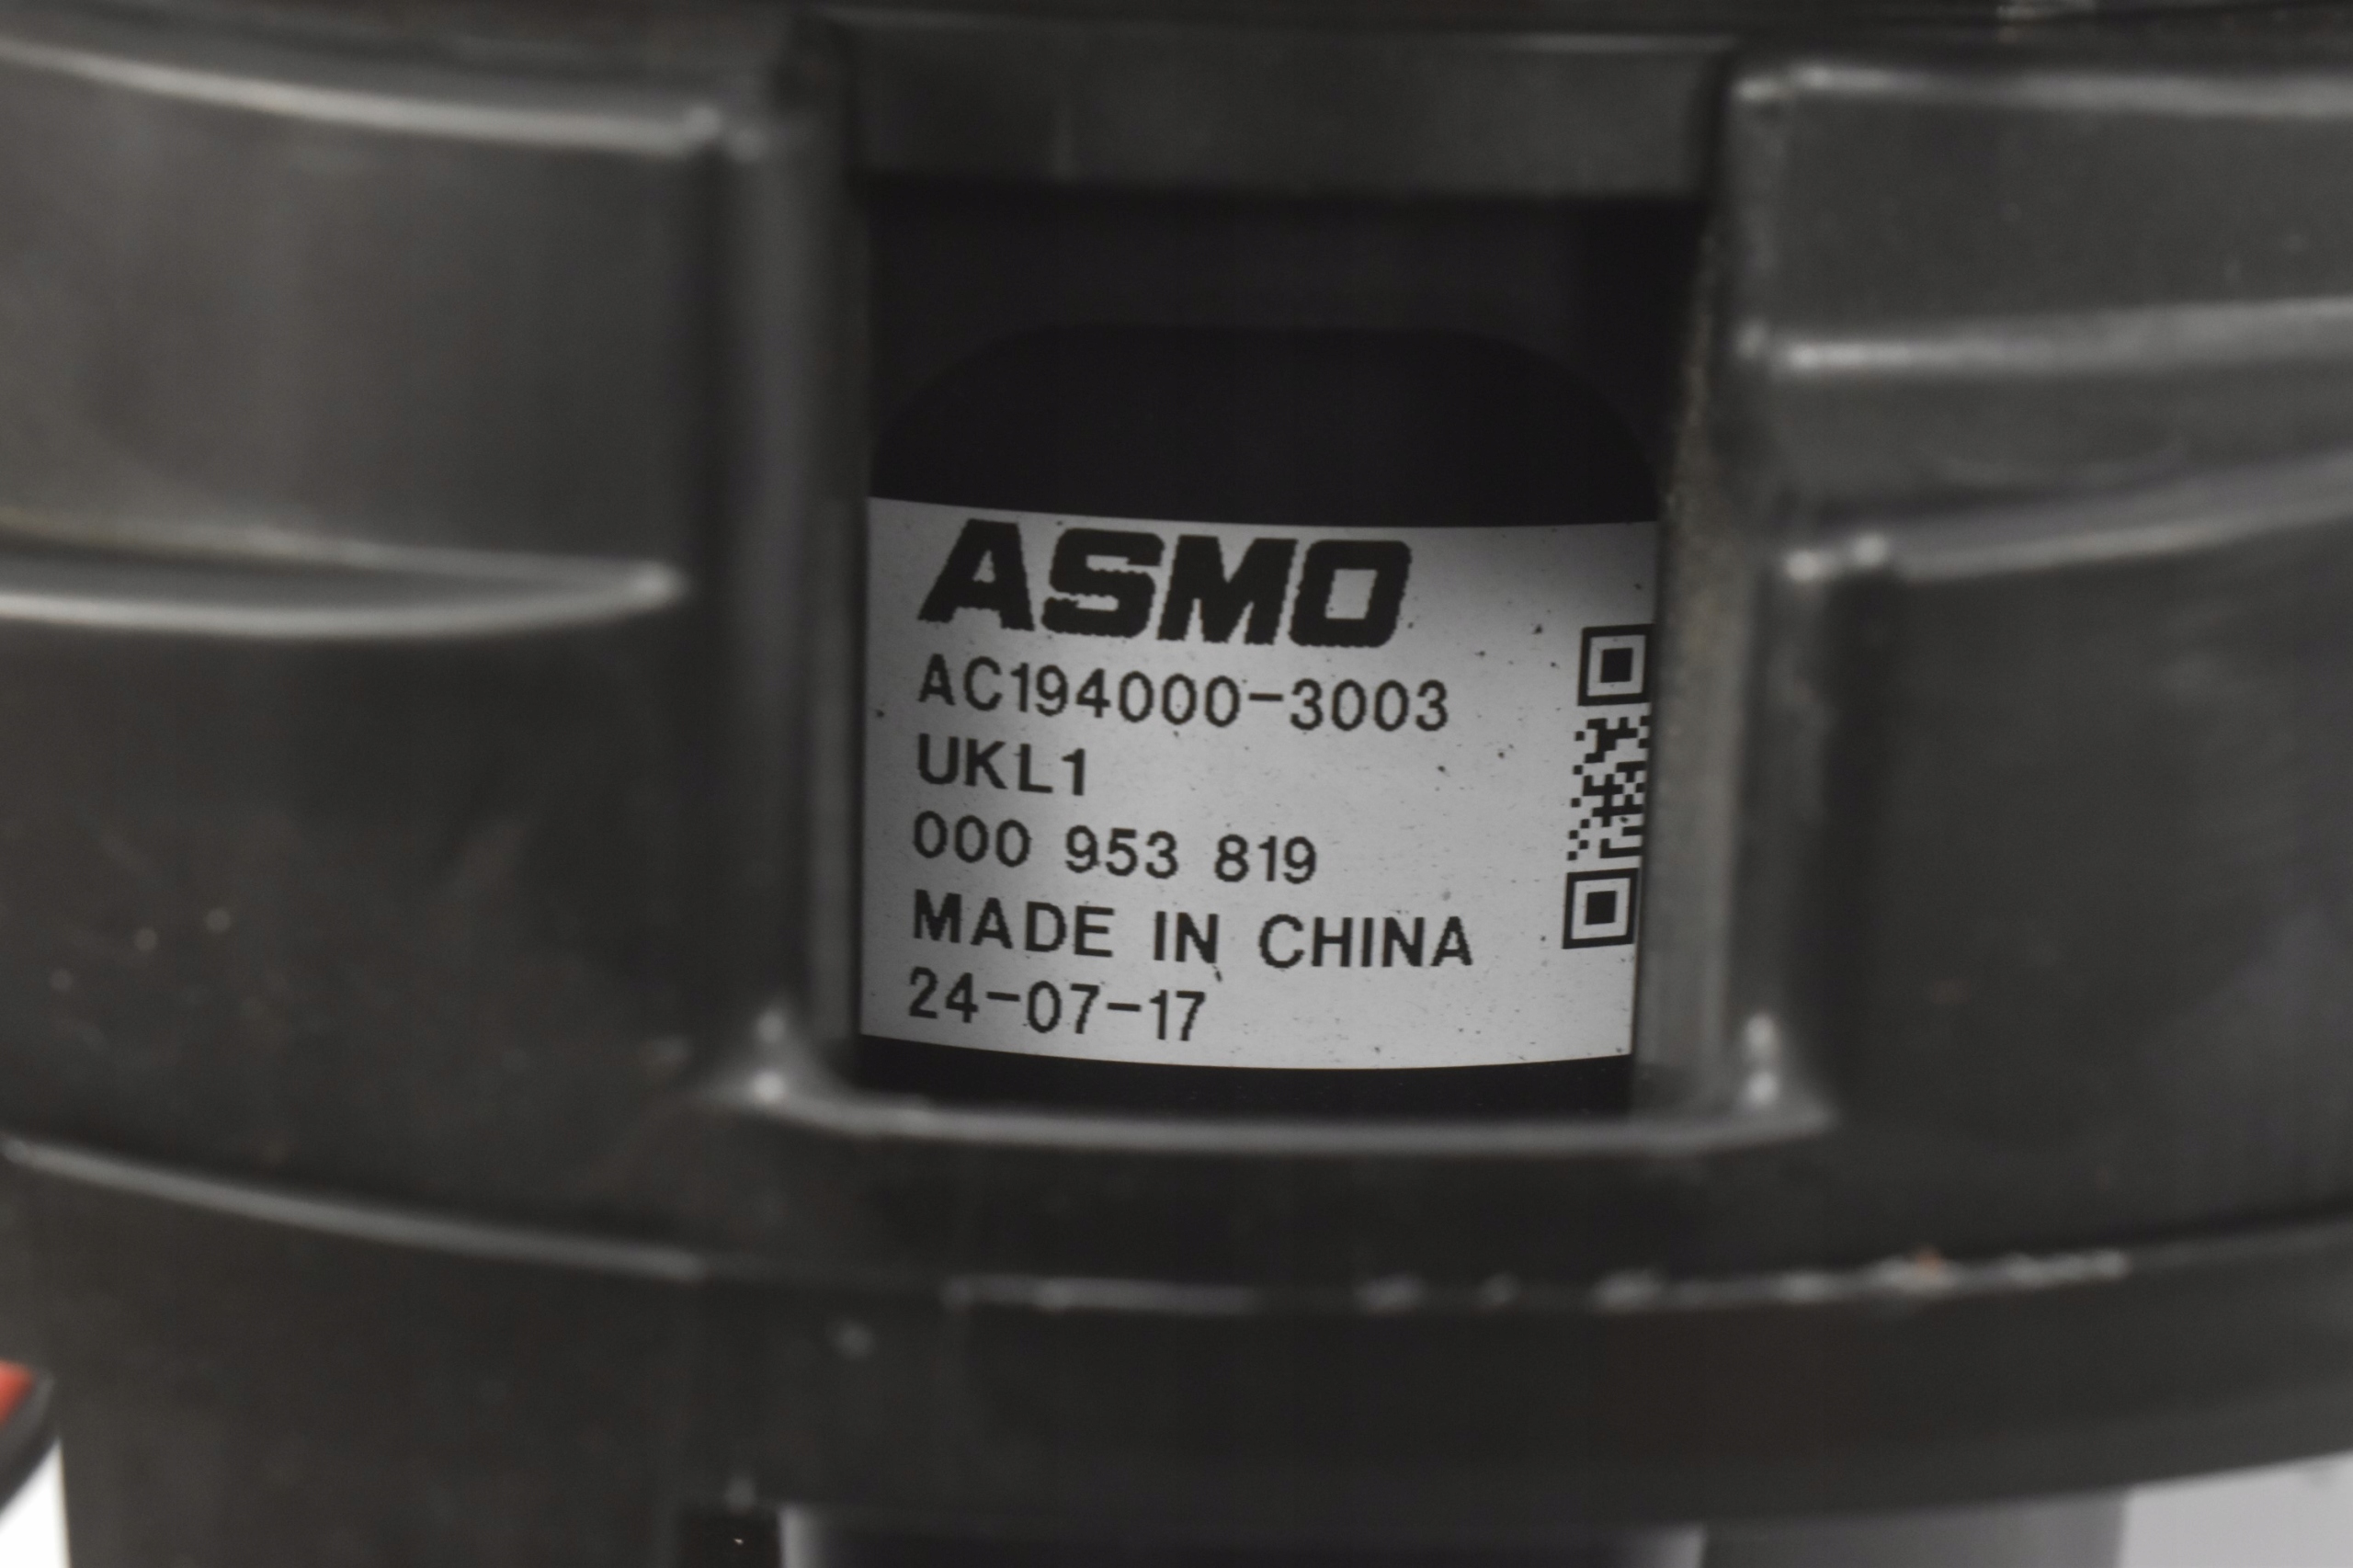 ASMO
AC194000-3003
UKL1
000 953 819
MADE IN CHINA
24-07-17